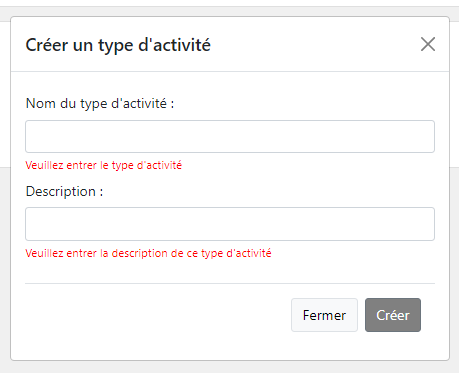 Créer un type d'activité
Nom du type d'activité :
Veuillez entrer le type d'activité
Description :
Veuillez entrer la description de ce type d'activité
Fermer
Créer